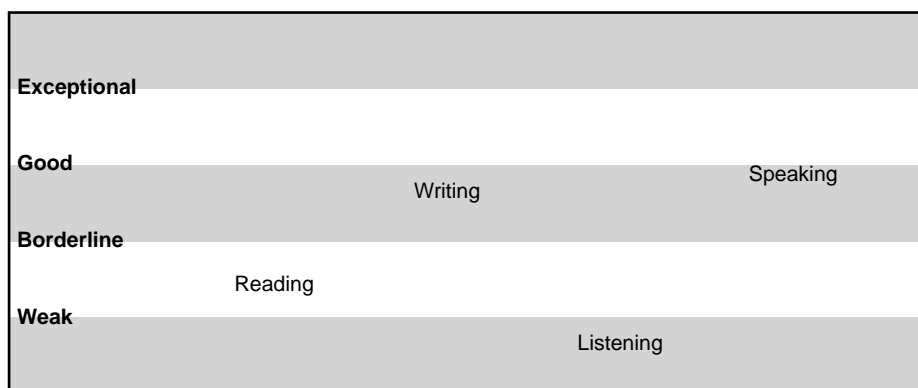 Exceptional
Good
Speaking
Writing
Borderline
Reading
Weak
Listening